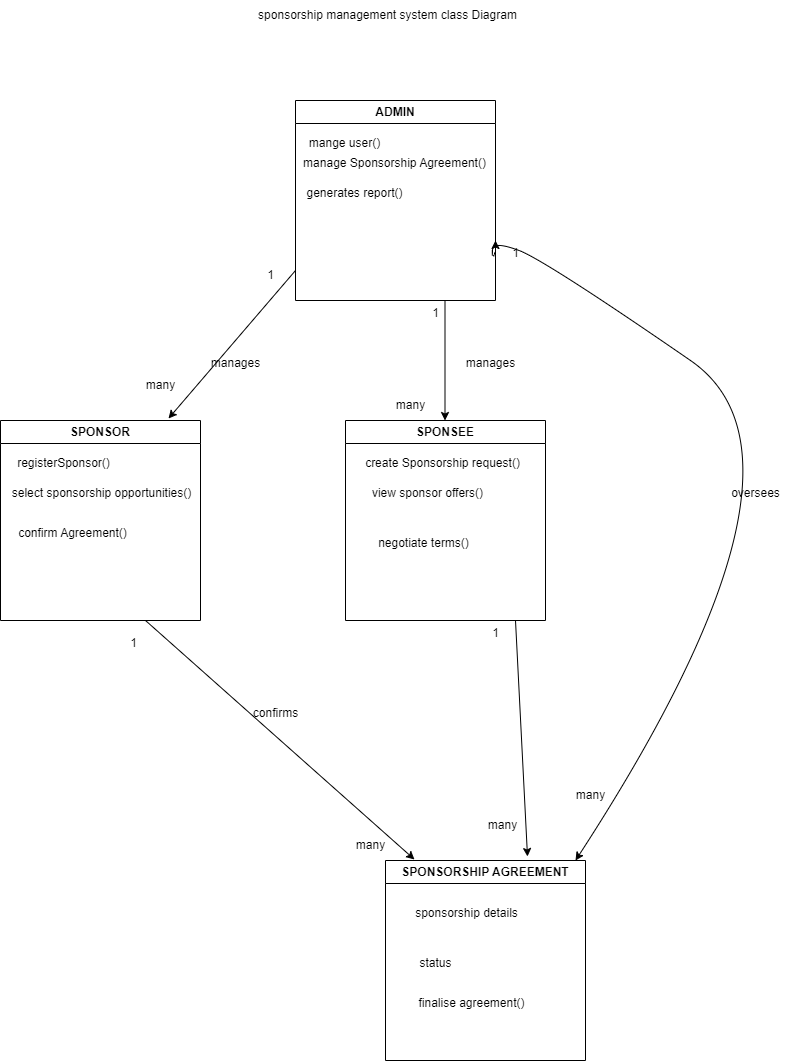 sponsorship management system class Diagram
ADMIN
mange user()
manage Sponsorship Agreement()
generates report()
1
1
1
manages
manages
many
many
SPONSOR
SPONSEE
registerSponsor()
select sponsorship opportunities()
confirm Agreement()
create Sponsorship request()
view sponsor offers()
negotiate terms()
oversees
1
1
confirms
many
many
many
SPONSORSHIP AGREEMENT
sponsorship details
status
finalise agreement()